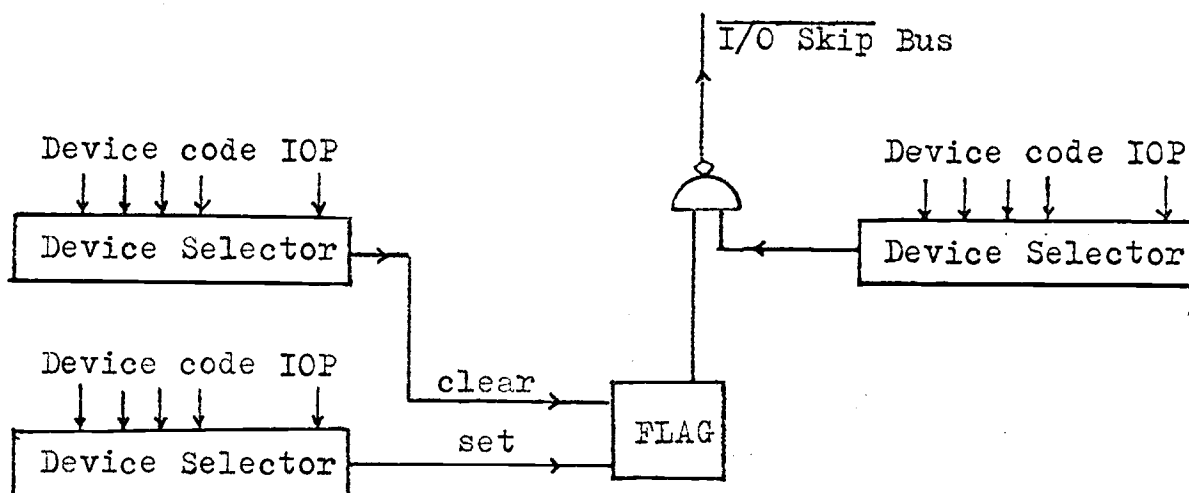 I/O Skip Bus
Device code IOP
Device Selector
Device code IOP
Device Selector
Device code IOP
Device Selector
clear
set
FLAG